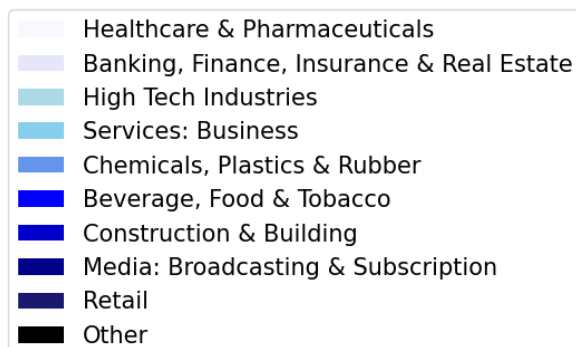 Healthcare & Pharmaceuticals
Banking, Finance, Insurance & Real Estate
High Tech Industries
Services: Business
Chemicals, Plastics & Rubber
Beverage, Food & Tobacco
Construction & Building
Media: Broadcasting & Subscription
Retail
Other